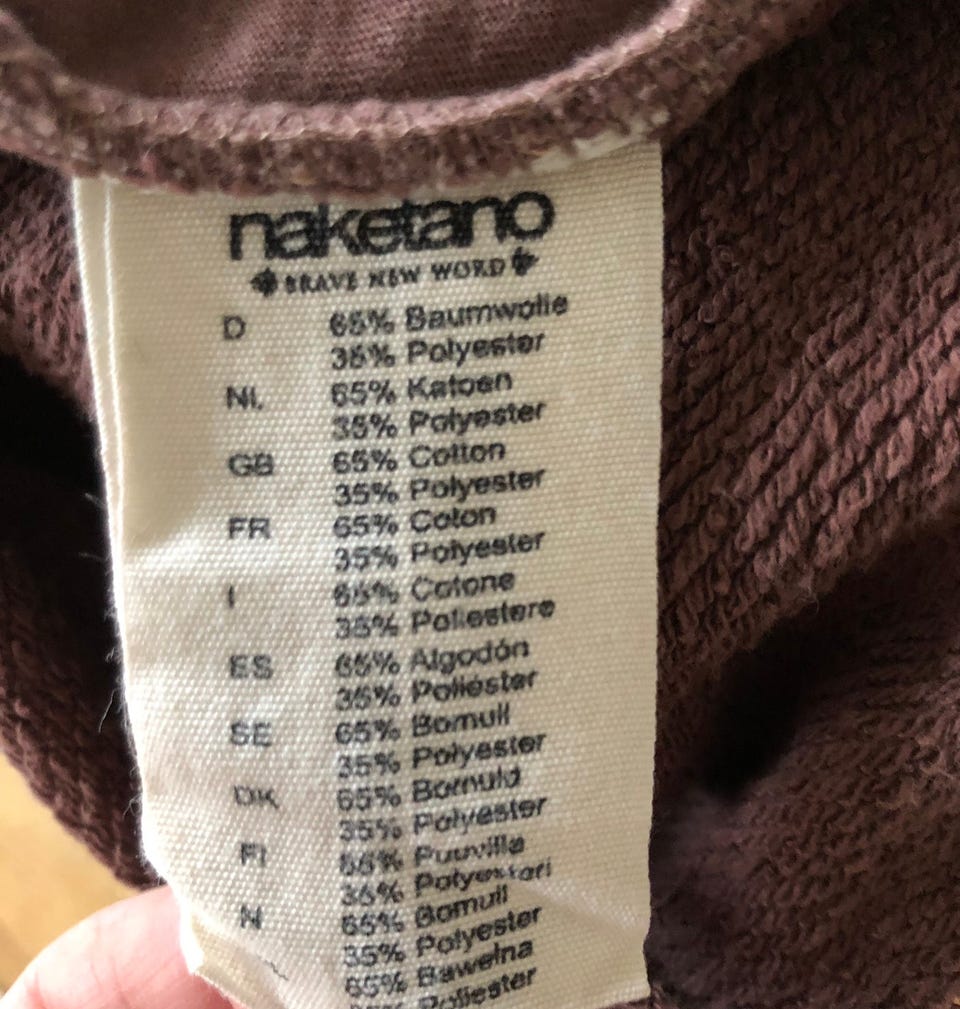 naketano
BRAVE NEW WORD
D 65% Baumwolle
35% Polyester
NL 65% Katoen
35% Polyester
GB 65% Cotton
35% Polyester
FR 65% Coton
35% Polyester
I 65% Cotone
35% Poliestere
ES 65% Algodón
35% Poliéster
SE 65% Bomull
35% Polyester
DK 65% Bomuld
35% Polyester
FI 65% Puuvilla
35% Polyesteri
N 65% Bomull
35% Polyester
65% Bawełna
Poliester